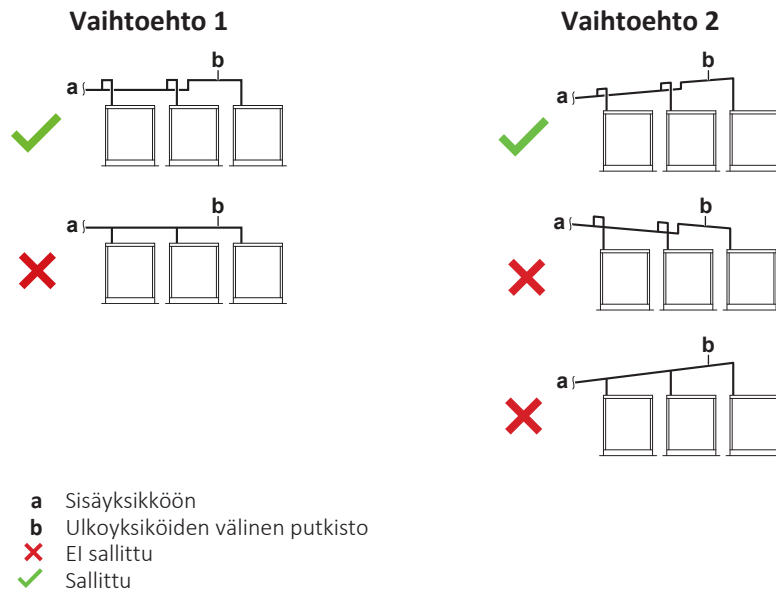 Vaihtoehto 1
b
a
b
a
Vaihtoehto 2
b
a
b
a
b
a
a Sisäyksikköön
b Ulkoyksiköiden välinen putkisto
EI sallittu
Sallittu